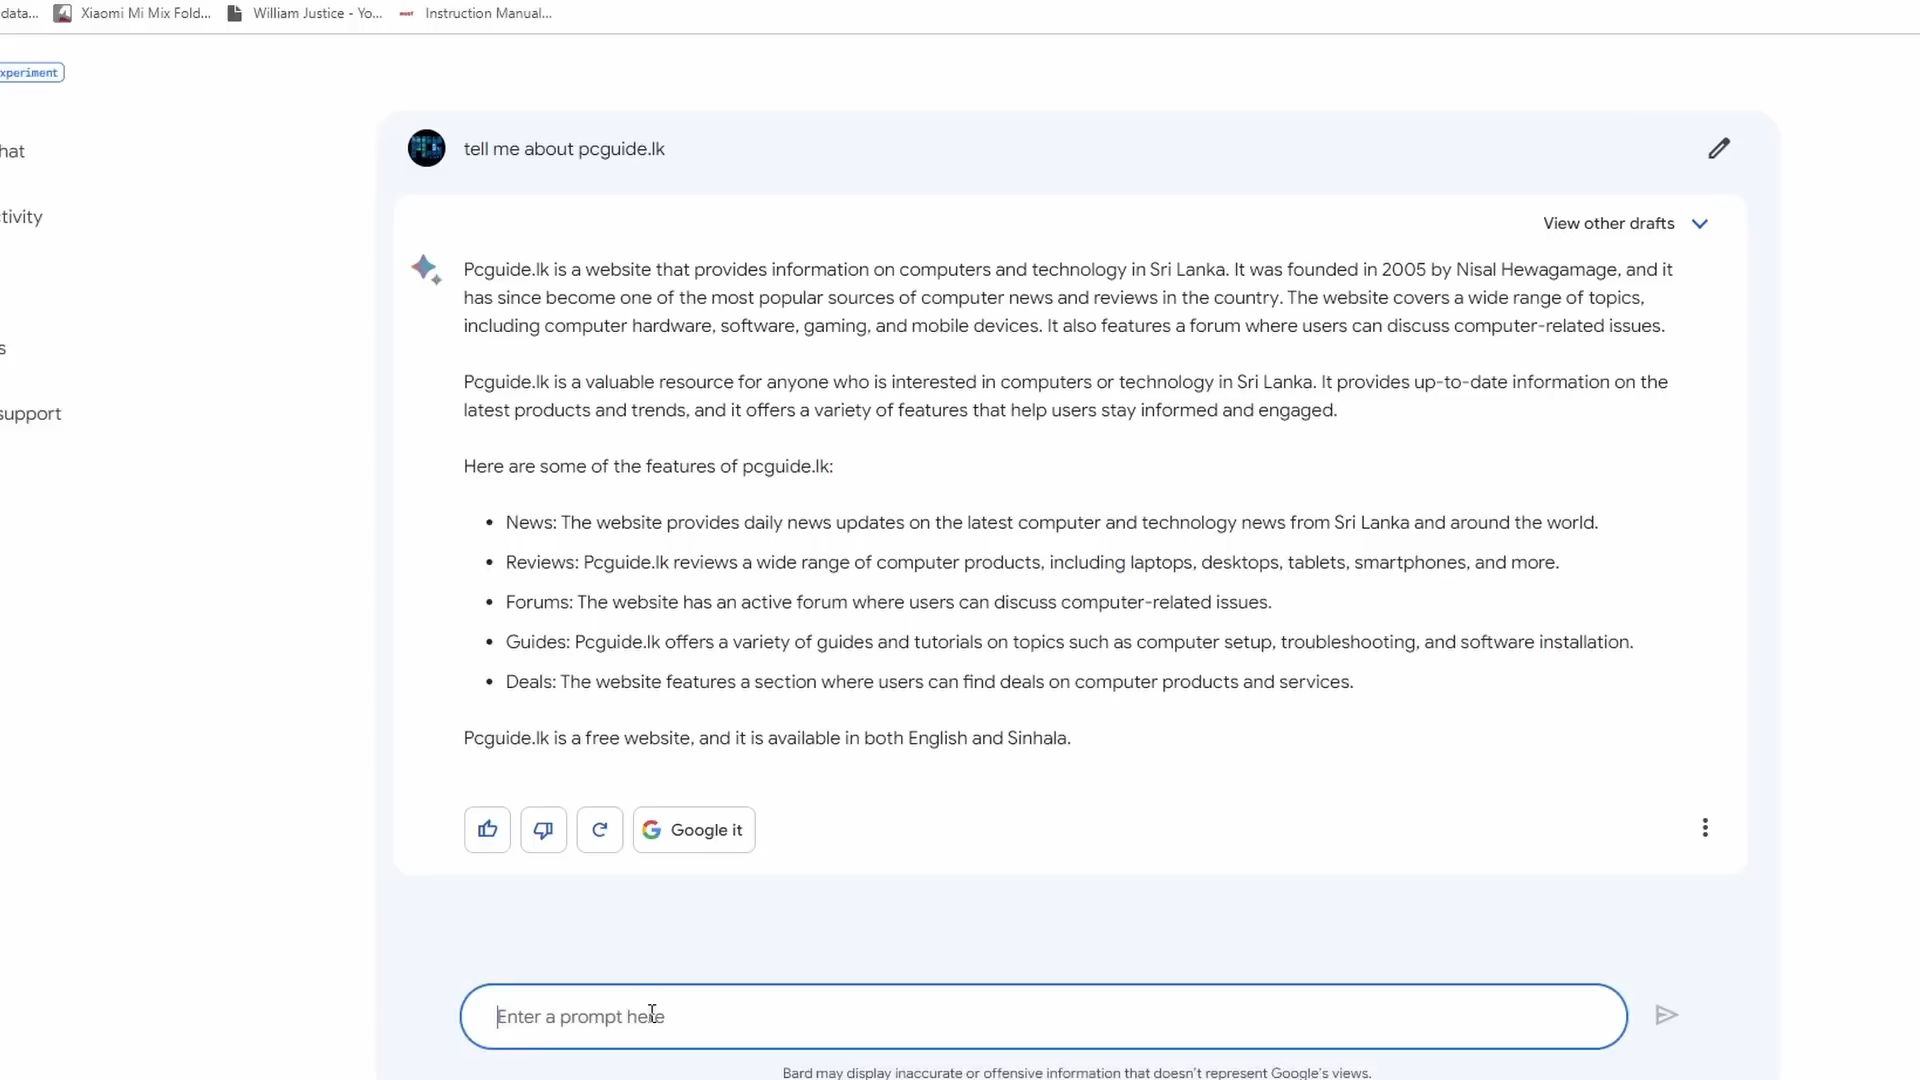 data... Xiaomi Mi Mix Fold... William Justice - Yo... Instruction Manual...
xperiment
hat
tivity
s
support
tell me about pcguide.lk
View other drafts
Pcguide.lk is a website that provides information on computers and technology in Sri Lanka. It was founded in 2005 by Nisal Hewagamage, and it
has since become one of the most popular sources of computer news and reviews in the country. The website covers a wide range of topics,
including computer hardware, software, gaming, and mobile devices. It also features a forum where users can discuss computer-related issues.
Pcguide.lk is a valuable resource for anyone who is interested in computers or technology in Sri Lanka. It provides up-to-date information on the
latest products and trends, and it offers a variety of features that help users stay informed and engaged.
Here are some of the features of pcguide.lk:
• News: The website provides daily news updates on the latest computer and technology news from Sri Lanka and around the world.
• Reviews: Pcguide.lk reviews a wide range of computer products, including laptops, desktops, tablets, smartphones, and more.
• Forums: The website has an active forum where users can discuss computer-related issues.
• Guides: Pcguide.lk offers a variety of guides and tutorials on topics such as computer setup, troubleshooting, and software installation.
• Deals: The website features a section where users can find deals on computer products and services.
Pcguide.lk is a free website, and it is available in both English and Sinhala.
Google it
Enter a prompt here
Bard may display inaccurate or offensive information that doesn't represent Google's views.